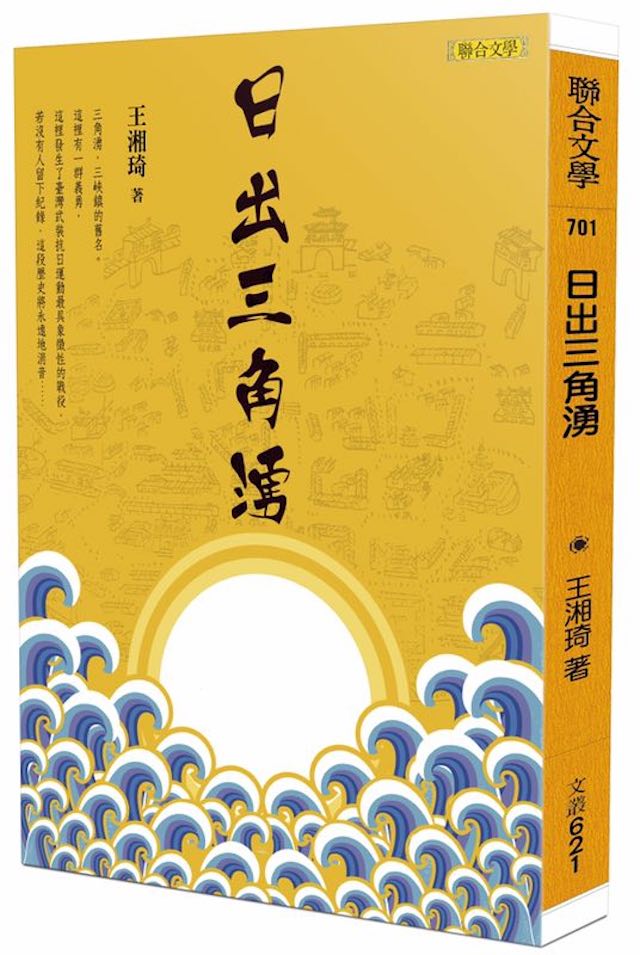 聯合文學
日出三角湧
王湘琦 著
三角湧，三峽鎮的舊名。
這裡有一群義勇，
這裡發生了臺灣武裝抗日運動最具象徵性的戰役，
若沒有人留下紀錄，這段歷史將永遠地消音……
聯合文學
701
日出三角湧
王湘琦 著
文叢621